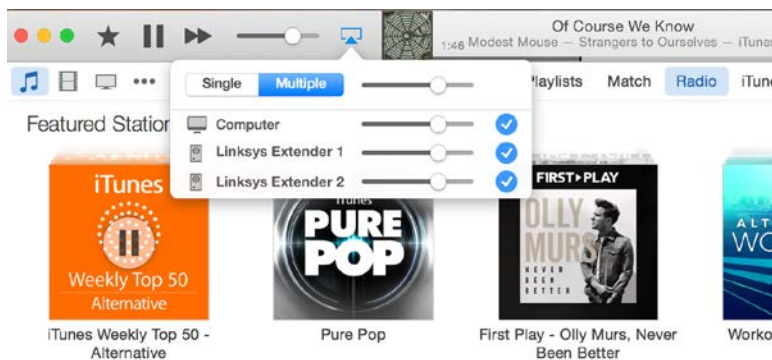 Of Course We Know
1:46 Modest Mouse — Strangers to Ourselves — iTunes
Single Multiple
Playlists Match Radio iTun
Featured Station
Computer
Linksys Extender 1
Linksys Extender 2
iTunes
Weekly Top 50
Alternative
iTunes
PURE
POP
FIRST PLAY
OLLY
MURS
NEVER
BEEN
BETTER
ALT
WO
iTunes Weekly Top 50 -
Alternative
Pure Pop
First Play - Olly Murs, Never
Been Better
Worko